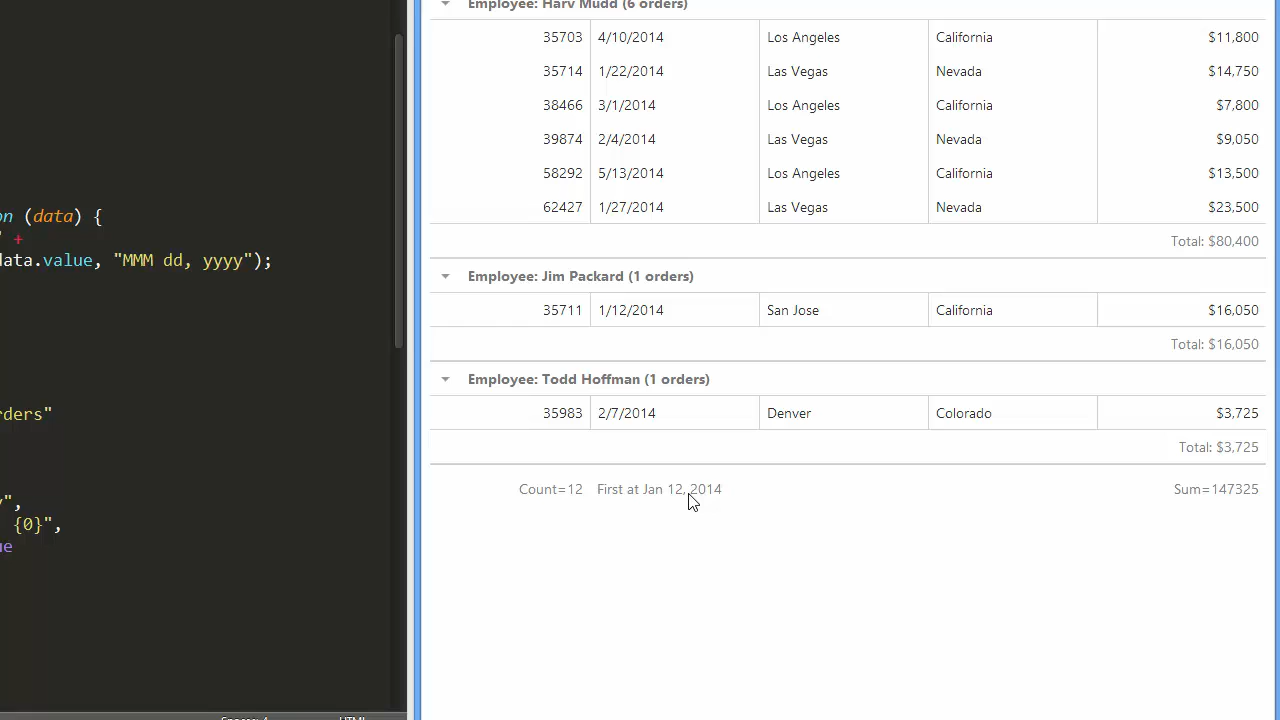 on (data) {
" +
data.value, "MMM dd, yyyy");
rders"
y",
{0}",
ue
Employee: Harv Mudd (6 orders)
35703 4/10/2014 Los Angeles California $11,800
35714 1/22/2014 Las Vegas Nevada $14,750
38466 3/1/2014 Los Angeles California $7,800
39874 2/4/2014 Las Vegas Nevada $9,050
58292 5/13/2014 Los Angeles California $13,500
62427 1/27/2014 Las Vegas Nevada $23,500
Total: $80,400
Employee: Jim Packard (1 orders)
35711 1/12/2014 San Jose California $16,050
Total: $16,050
Employee: Todd Hoffman (1 orders)
35983 2/7/2014 Denver Colorado $3,725
Total: $3,725
Count=12 First at Jan 12, 2014 Sum=147325